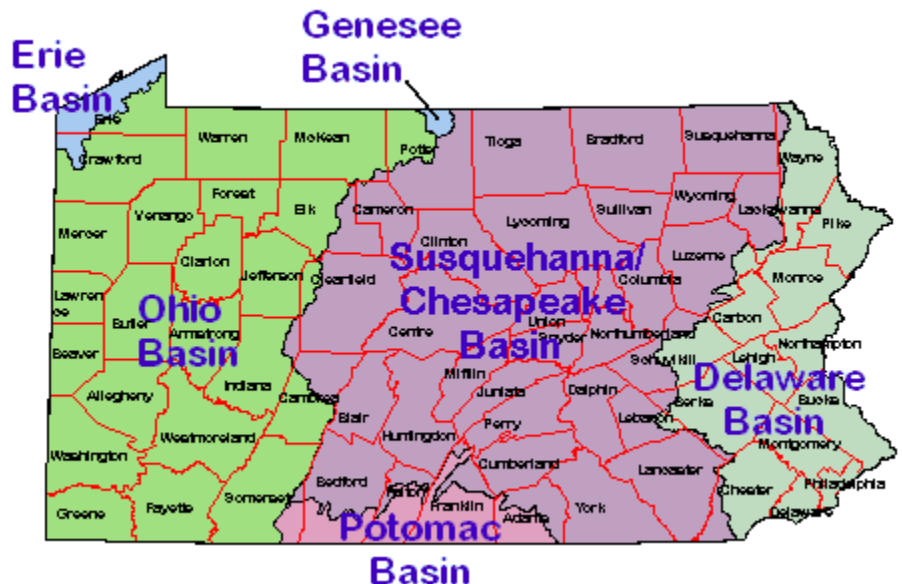 Genesee
Basin
Erie
Basin
Erie
Warren
McKean
Potte
Tioga
Bradford
Susquehanna
Crawford
Wayne
Forest
Elk
Cameron
Wyoming
Lackawanna
Venango
Lycoming
Sullivan
Pike
Mercer
Clinton
Clarion
Jefferson
Clearfield
Luzerne
Susquehanna/
Chesapeake
Basin
Columbia
Monroe
Lawren
ce
Ohio
Basin
Butler
Armstrong
Centre
Union
Snyder
Northumberland
Carbon
Northampton
Beaver
Schuylkill
Lehigh
Mifflin
Delaware
Basin
Allegheny
Indiana
Cambria
Juniata
Dalphin
Berks
Bucks
Blair
Lebanon
Westmoreland
Huntingdon
Perry
Montgomery
Washington
Cumberland
Lancaster
Bedford
Philadelphia
Somerset
Fulton
Franklin
Chester
Greene
Fayette
Adams
York
Delaware
Potomac
Basin